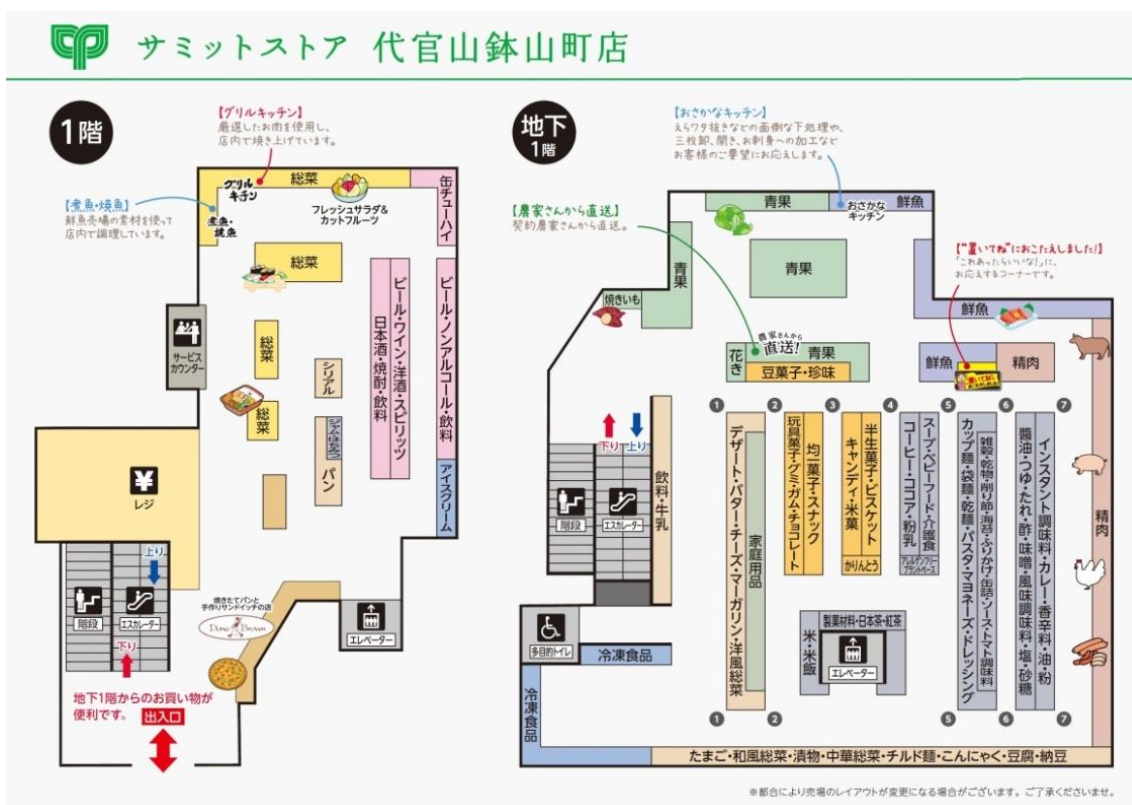 サミットストア 代官山鉢山町店
1階
【グリルキッチン】
厳選したお肉を使用し、
店内で焼き上げています。
【煮魚・焼魚】
鮮魚売場の素材を使って
店内で調理しています。
グリル
キチン
煮魚・
焼魚
総菜
フレッシュサラダ&
カットフルーツ
缶チューハイ
総菜
ビール・ワイン・洋酒・スピリッツ
日本酒・焼酎・飲料
ビール・ノンアルコール・飲料
アイスクリーム
サービス
カウンター
総菜
総菜
シリアル
パン
レジ
上り
階段
エスカレーター
下り
焼きたてパンと
手作りサンドイッチの店
Dine Brown
エレベーター
地下1階からのお買い物が
便利です。
出入口
地下
1階
【おさかなキッチン】
えらワタ抜きなどの面倒な下処理や、
三枚卸、開き、お刺身への加工など
お客様のご要望にお応えします。
【農家さんから直送】
契約農家さんから直送。
【"置いてね"におこたえしました!】
「これあったらいいな!」に、
お応えするコーナーです。
青果
おさかな
キッチン
鮮魚
青果
焼きいも
青果
鮮魚
花き
農家さんから
直送!
青果
豆菓子・珍味
鮮魚
精肉
1
2
3
4
5
6
7
下り
上り
階段
エスカレーター
飲料・牛乳
デザート・バター・チーズ・マーガリン・洋風総菜
家庭用品
玩具菓子・グミ・ガム・チョコレート
均一菓子・スナック
キャンディ・米菓
半生菓子・ビスケット
かりんとう
コーヒー・ココア・粉乳
スープ・ベビーフード・介護食
アレルゲンフリー
プラントベース
カップ麺・袋麺・乾麺・パスタ・マヨネーズ・ドレッシング
雑穀・乾物・削り節・海苔・ふりかけ・缶詰・ソース・トマト調味料
醤油・つゆ・たれ・酢・味噌・風味調味料・塩・砂糖
インスタント調味料・カレー・香辛料・油・粉
精肉
多目的トイレ
冷凍食品
冷凍食品
米・米飯
製菓材料・日本茶・紅茶
エレベーター
1
2
5
6
7
たまご・和風総菜・漬物・中華総菜・チルド麺・こんにゃく・豆腐・納豆
※都合により売場のレイアウトが変更になる場合がございます。ご了承くださいませ。